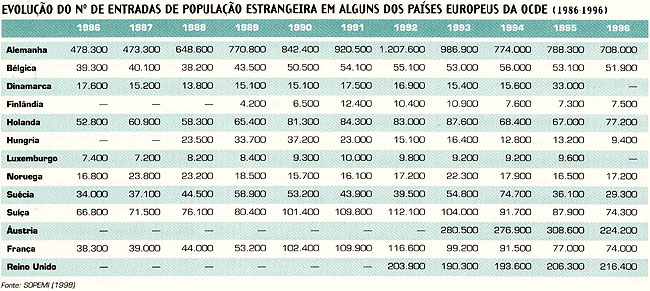 EVOLUÇÃO DO Nº DE ENTRADAS DE POPULAÇÃO ESTRANGEIRA EM ALGUNS DOS PAÍSES EUROPEUS DA OCDE (1986-1996)
1986 1987 1988 1989 1990 1991 1992 1993 1994 1995 1996
Alemanha 478.300 473.300 648.600 770.800 842.400 920.500 1.207.600 986.900 774.000 788.300 708.000
Bélgica 39.300 40.100 38.200 43.500 50.500 54.100 55.100 53.000 56.000 53.100 51.900
Dinamarca 17.600 15.200 13.800 15.100 15.100 17.500 16.900 15.400 15.600 33.000 —
Finlândia — — — 4.200 6.500 12.400 10.400 10.900 7.600 7.300 7.500
Holanda 52.800 60.900 58.300 65.400 81.300 84.300 83.000 87.600 68.400 67.000 77.200
Hungria — — 23.500 33.700 37.200 23.000 15.100 16.400 12.800 13.200 9.400
Luxemburgo 7.400 7.200 8.200 8.400 9.300 10.000 9.800 9.200 9.200 9.600 —
Noruega 16.800 23.800 23.200 18.500 15.700 16.100 17.200 22.300 17.900 16.500 17.200
Suécia 34.000 37.100 44.500 58.900 53.200 43.900 39.500 54.800 74.700 36.100 29.300
Suíça 66.800 71.500 76.100 80.400 101.400 109.800 112.100 104.000 91.700 87.900 74.300
Áustria — — — — — — — 280.500 276.900 308.600 224.200
França 38.300 39.000 44.000 53.200 102.400 109.900 116.600 99.200 91.500 77.000 74.000
Reino Unido — — — — — — 203.900 190.300 193.600 206.300 216.400
Fonte: SOPEMI (1998)